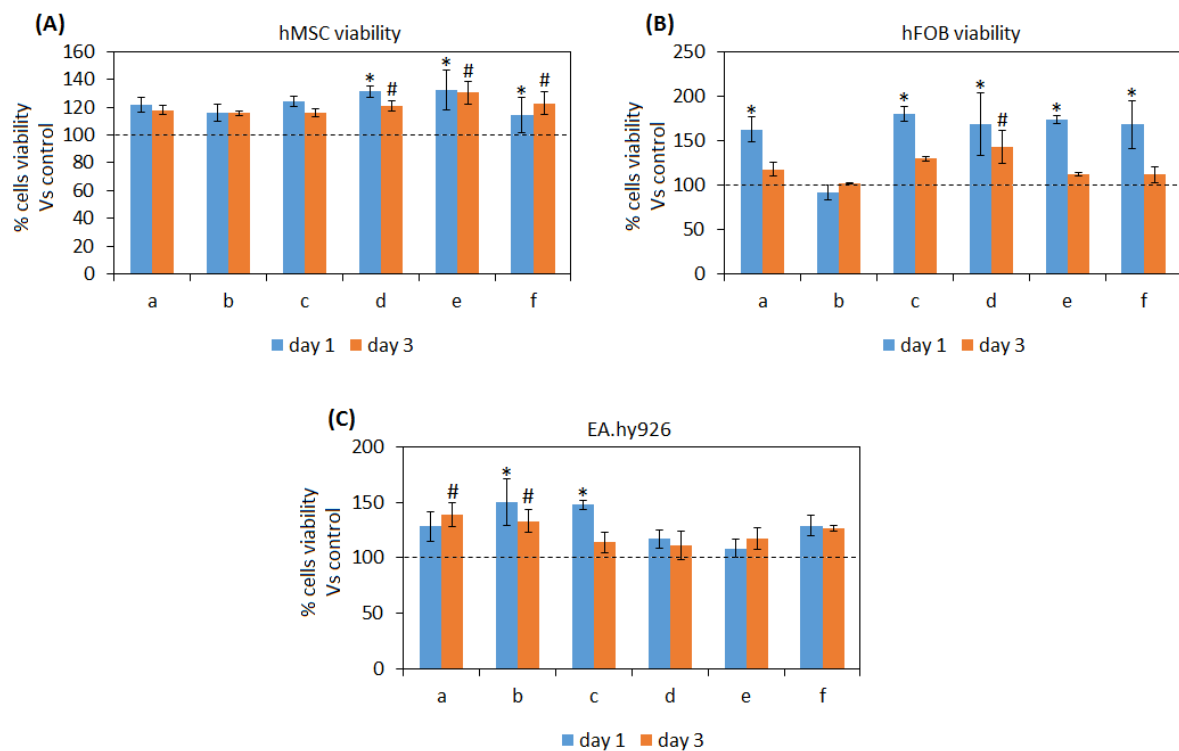 (A)
hMSC viability
% cells viability
Vs control
160
140
120
100
80
60
40
20
0
* # * # * #
a b c d e f
day 1 day 3
(B)
hFOB viability
% cells viability
Vs control
250
200
150
100
50
0
* * * # * *
a b c d e f
day 1 day 3
(C)
EA.hy926
% cells viability
Vs control
200
150
100
50
0
# * # *
a b c d e f
day 1 day 3